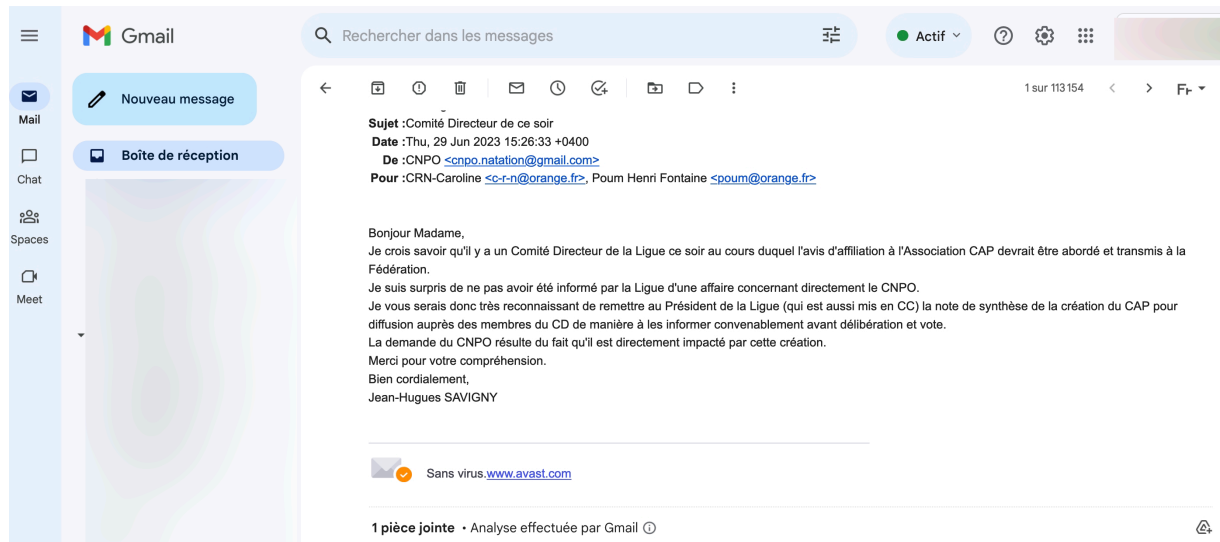 Gmail
Rechercher dans les messages
Actif
Mail
Nouveau message
1 sur 113 154
Fr
Boîte de réception
Chat
Spaces
Meet
Sujet :Comité Directeur de ce soir
Date :Thu, 29 Jun 2023 15:26:33 +0400
De :CNPO <cnpo.natation@gmail.com>
Pour :CRN-Caroline <c-r-n@orange.fr>, Poum Henri Fontaine <poum@orange.fr>
Bonjour Madame,
Je crois savoir qu'il y a un Comité Directeur de la Ligue ce soir au cours duquel l'avis d'affiliation à l'Association CAP devrait être abordé et transmis à la
Fédération.
Je suis surpris de ne pas avoir été informé par la Ligue d'une affaire concernant directement le CNPO.
Je vous serais donc très reconnaissant de remettre au Président de la Ligue (qui est aussi mis en CC) la note de synthèse de la création du CAP pour
diffusion auprès des membres du CD de manière à les informer convenablement avant délibération et vote.
La demande du CNPO résulte du fait qu'il est directement impacté par cette création.
Merci pour votre compréhension.
Bien cordialement,
Jean-Hugues SAVIGNY
Sans virus.www.avast.com
1 pièce jointe • Analyse effectuée par Gmail